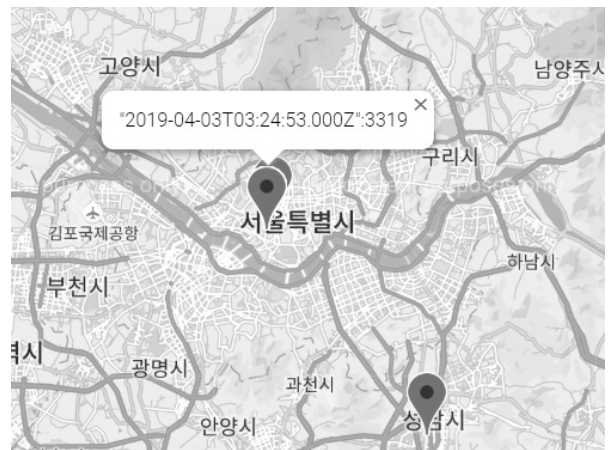 고양시
남양주시
"2019-04-03T03:24:53.000Z":3319
구리시
서울특별시
김포국제공항
하남시
부천시
역시
광명시
과천시
안양시
성남시